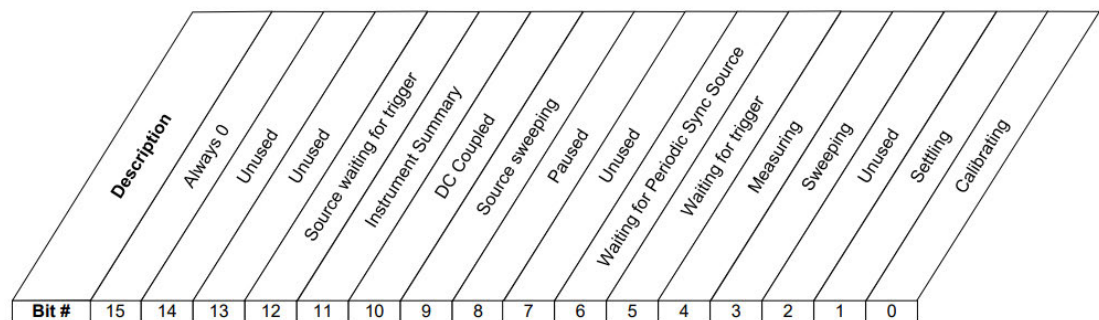 Description
Always 0
Unused
Unused
Source waiting for trigger
Instrument Summary
DC Coupled
Source sweeping
Paused
Unused
Waiting for Periodic Sync Source
Waiting for trigger
Measuring
Sweeping
Unused
Settling
Calibrating
Bit # 15 14 13 12 11 10 9 8 7 6 5 4 3 2 1 0